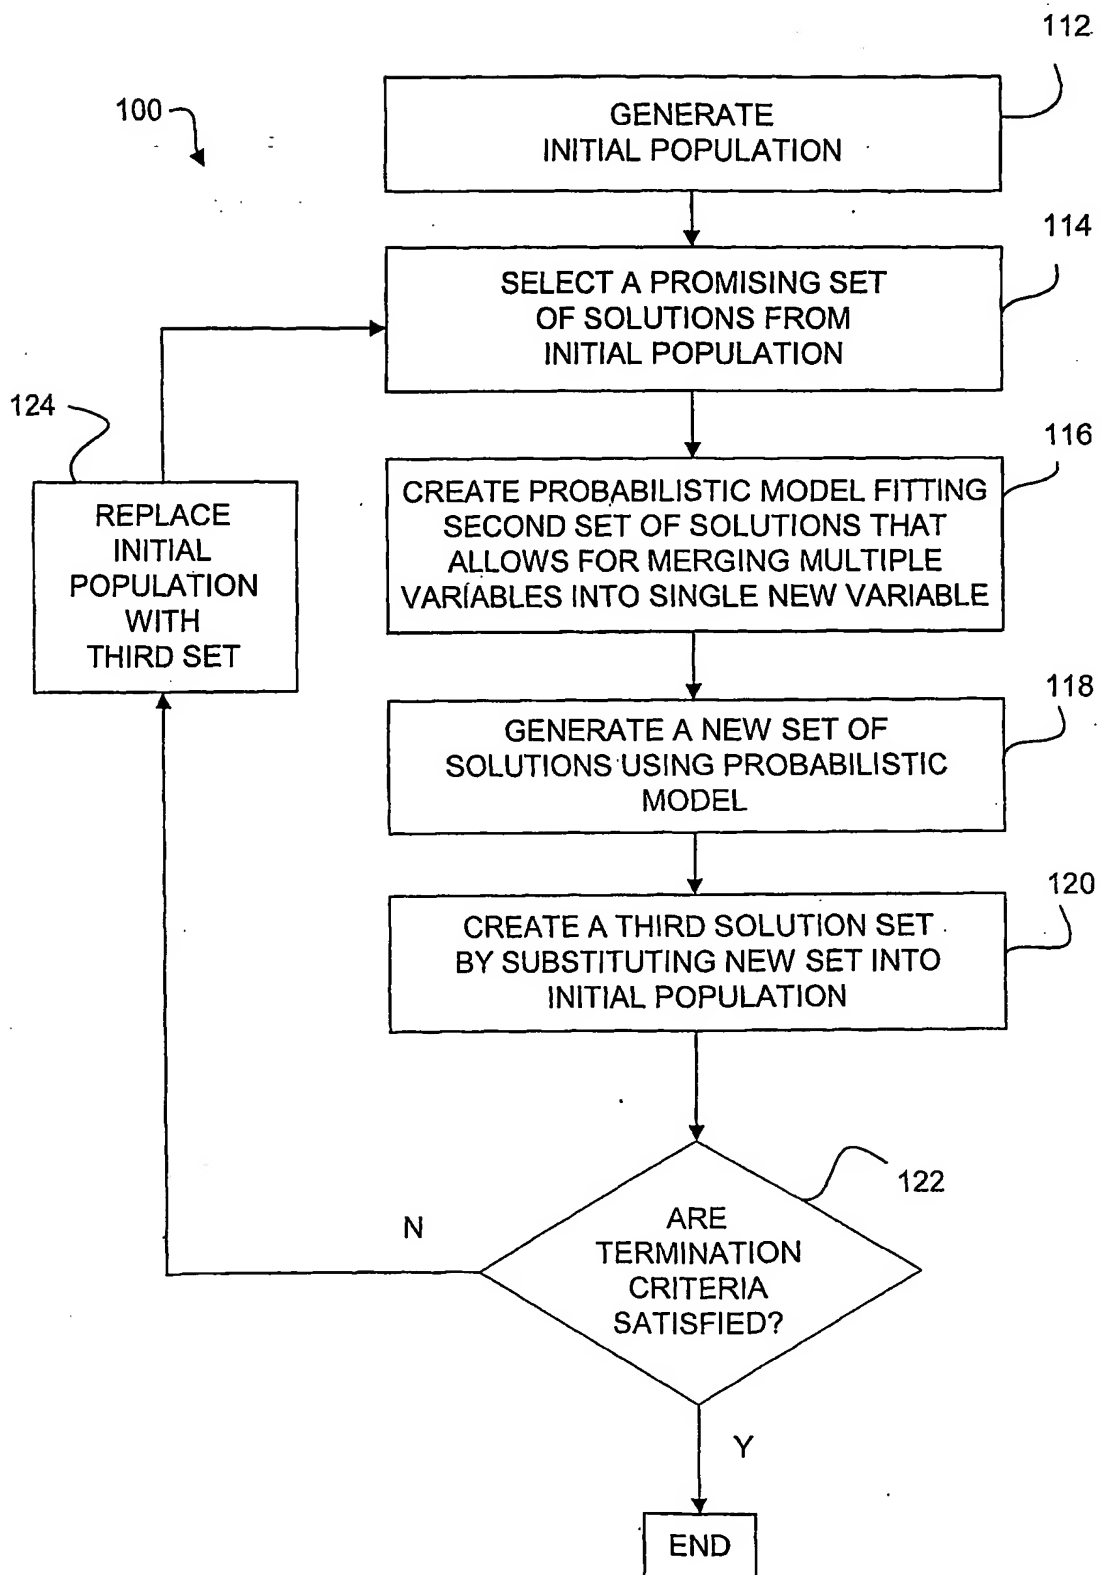 112
100
GENERATE
INITIAL POPULATION
114
SELECT A PROMISING SET
OF SOLUTIONS FROM
INITIAL POPULATION
124
116
REPLACE
INITIAL
POPULATION
WITH
THIRD SET
CREATE PROBABILISTIC MODEL FITTING
SECOND SET OF SOLUTIONS THAT
ALLOWS FOR MERGING MULTIPLE
VARIABLES INTO SINGLE NEW VARIABLE
118
GENERATE A NEW SET OF
SOLUTIONS USING PROBABILISTIC
MODEL
120
CREATE A THIRD SOLUTION SET
BY SUBSTITUTING NEW SET INTO
INITIAL POPULATION
122
N
ARE
TERMINATION
CRITERIA
SATISFIED?
Y
END